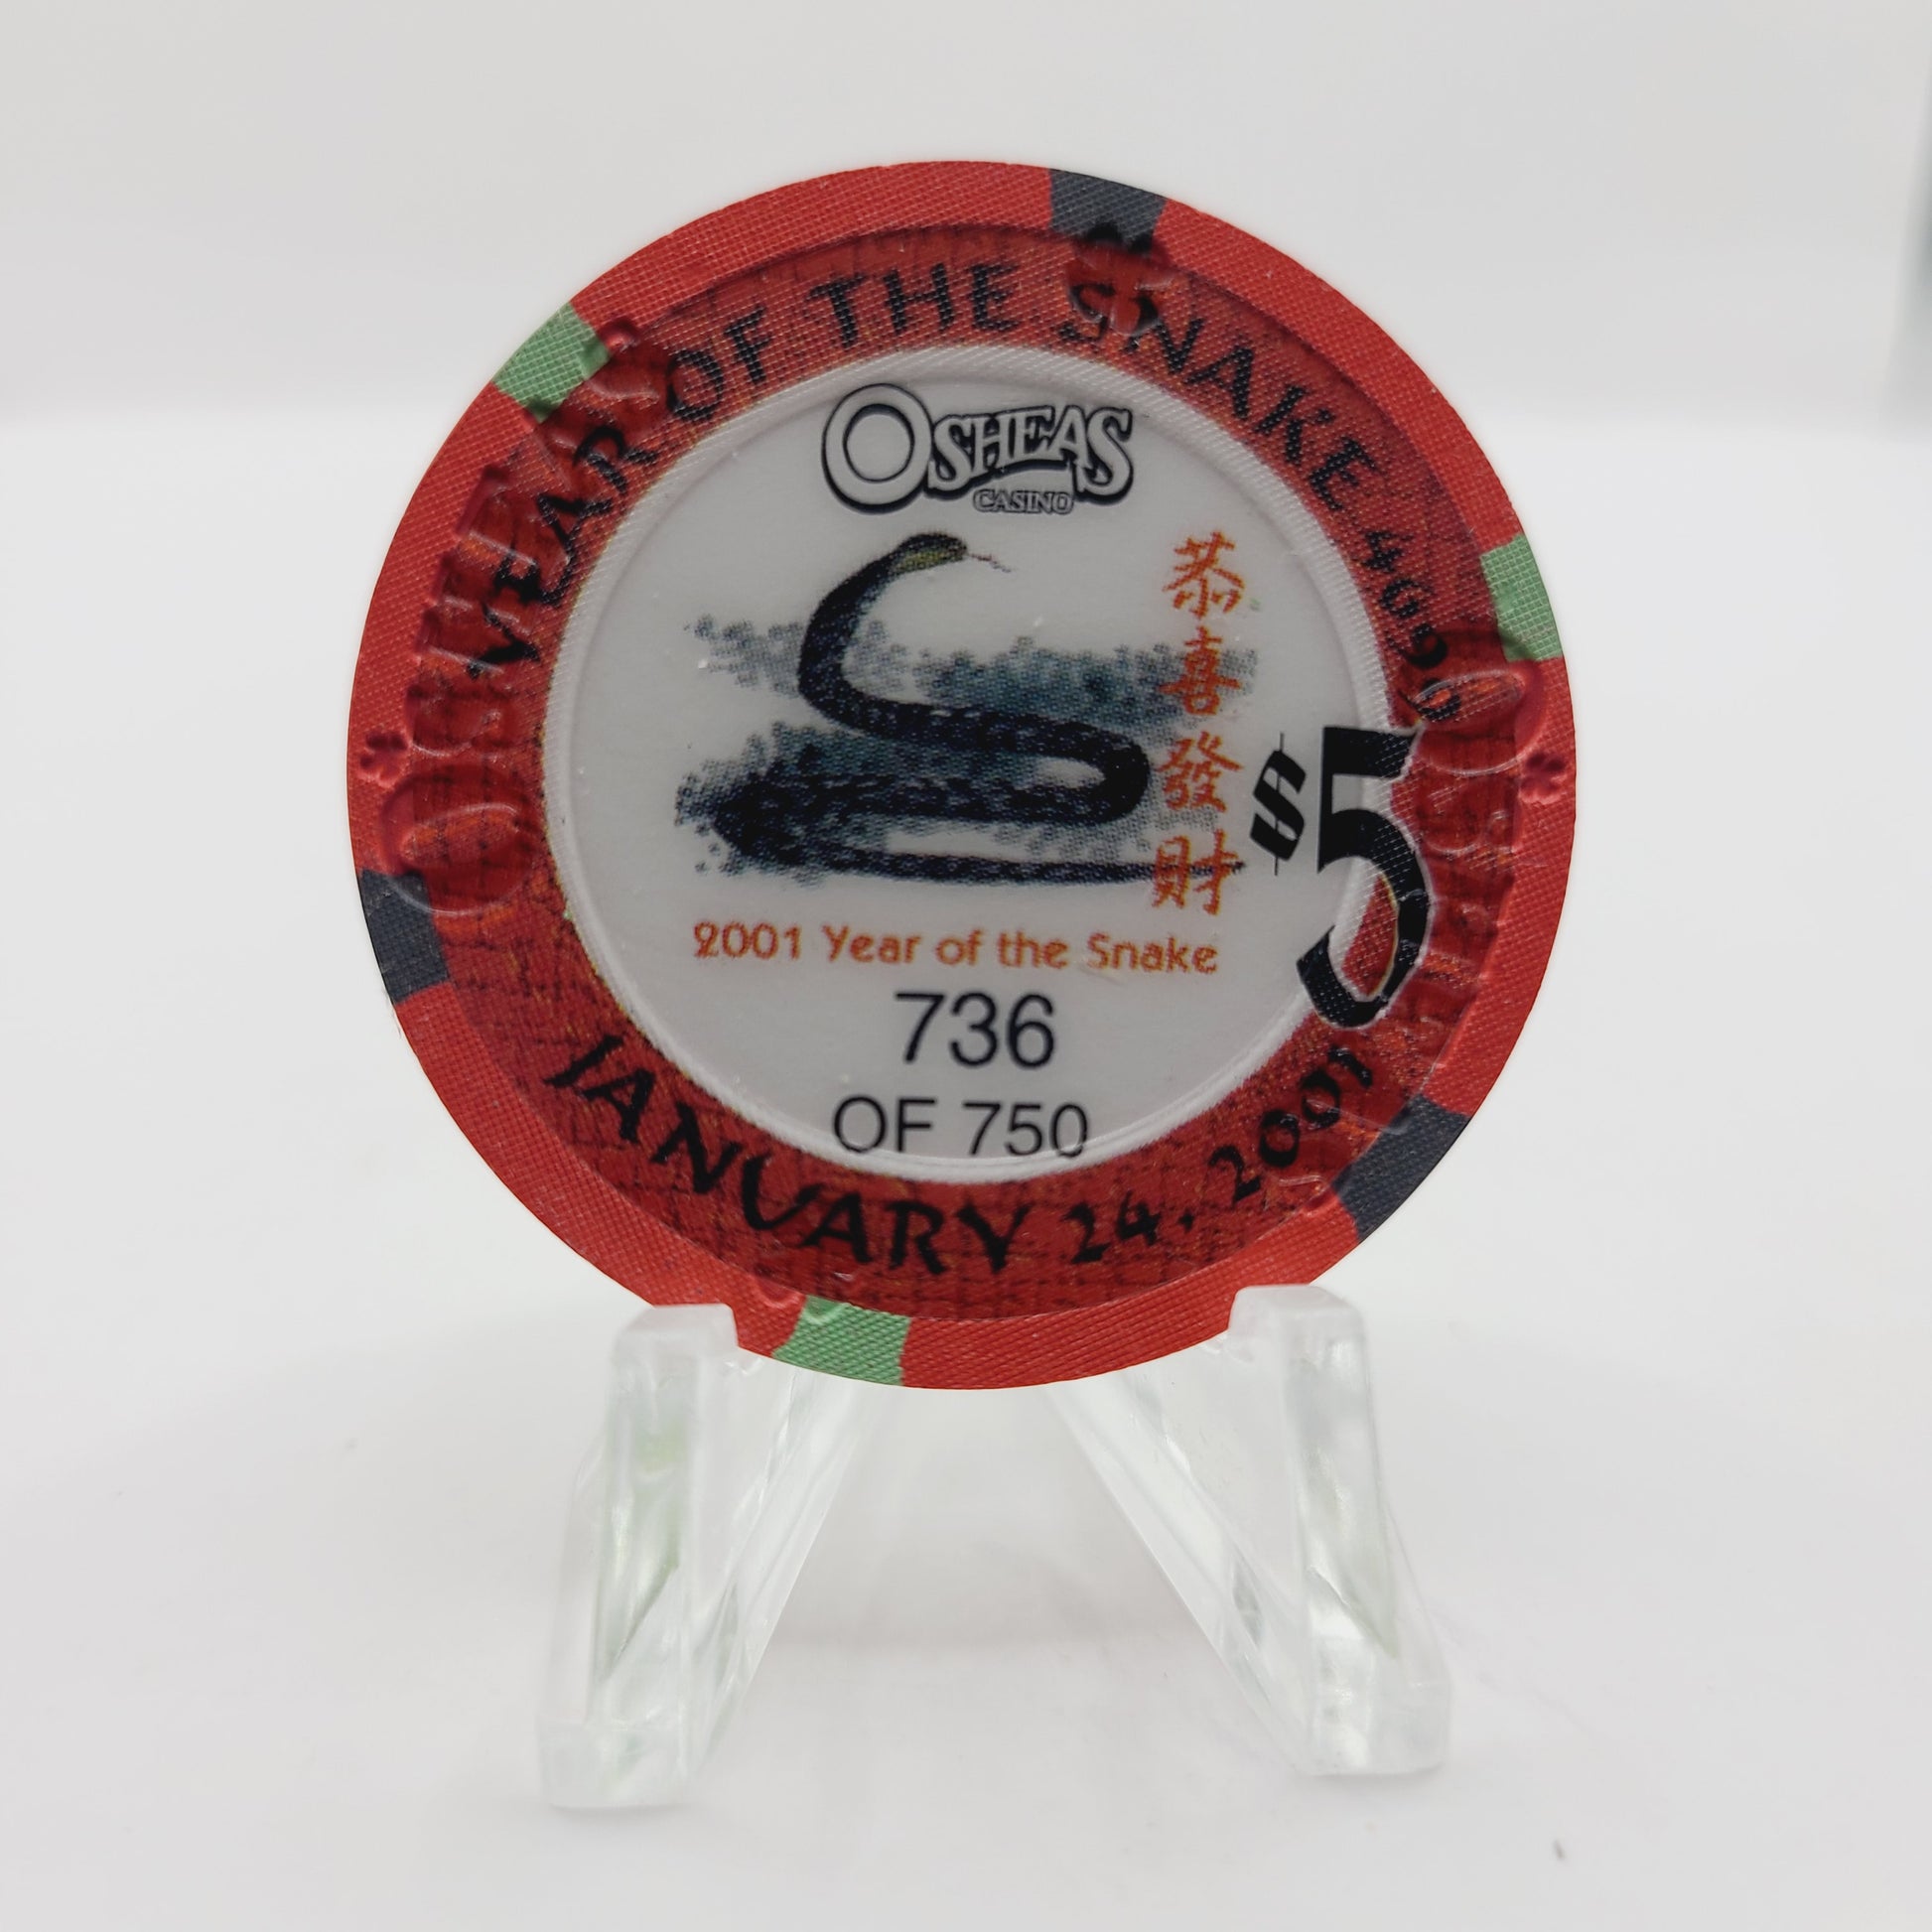 YEAR OF THE SNAKE 4699
OSHEAS
CASINO
恭喜發財
$5
2001 Year of the Snake
736
OF 750
JANUARY 24, 2001